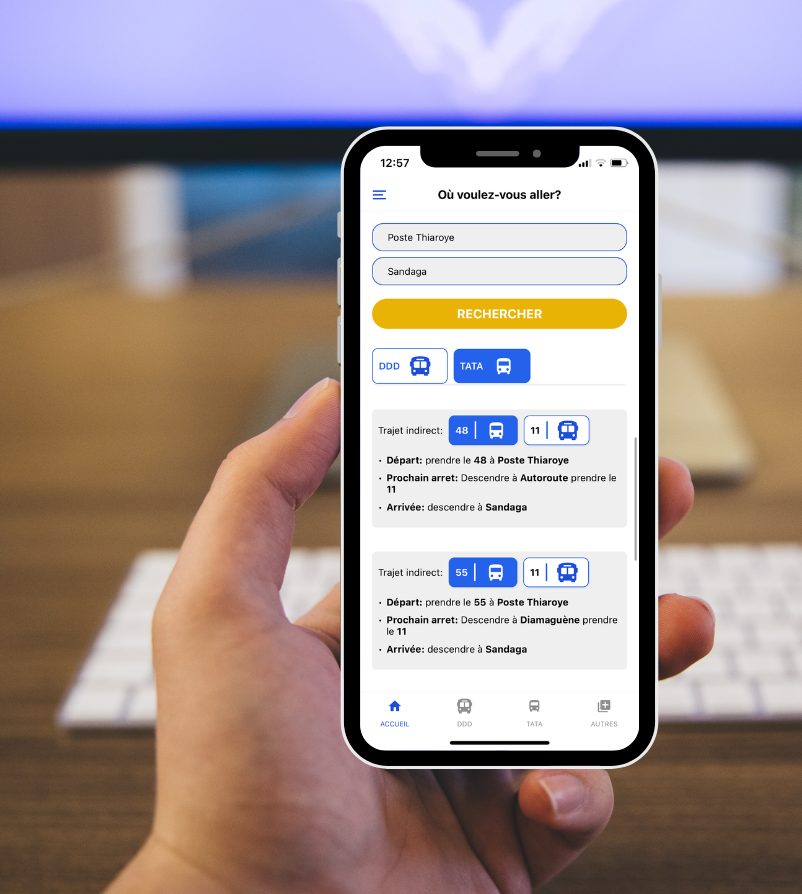 12:57
Où voulez-vous aller?
Poste Thiaroye
Sandaga
RECHERCHER
DDD TATA
Trajet indirect: 48 11
• Départ: prendre le 48 à Poste Thiaroye
• Prochain arret: Descendre à Autoroute prendre le
11
• Arrivée: descendre à Sandaga
Trajet indirect: 55 11
• Départ: prendre le 55 à Poste Thiaroye
• Prochain arret: Descendre à Diamaguène prendre
le 11
• Arrivée: descendre à Sandaga
ACCUEIL DDD TATA AUTRES